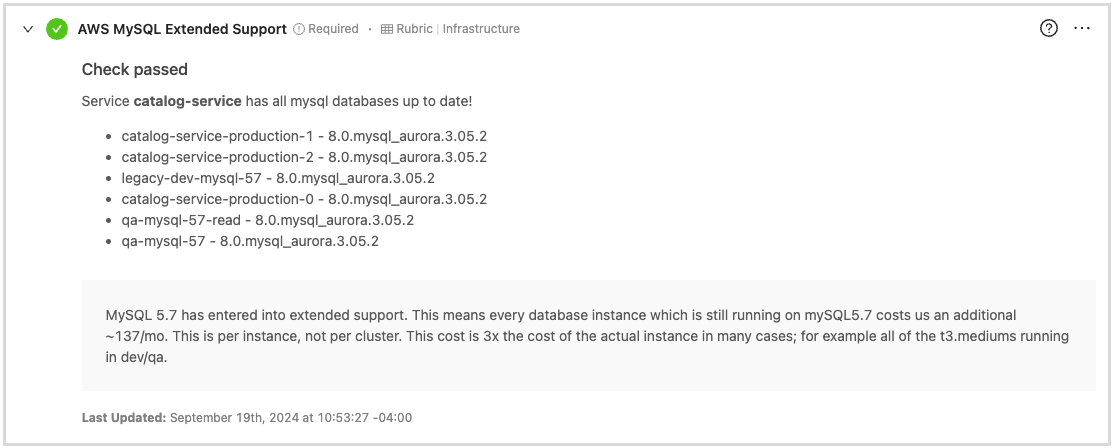 AWS MySQL Extended Support Required · Rubric | Infrastructure
Check passed
Service catalog-service has all mysql databases up to date!
• catalog-service-production-1 - 8.0.mysql_aurora.3.05.2
• catalog-service-production-2 - 8.0.mysql_aurora.3.05.2
• legacy-dev-mysql-57 - 8.0.mysql_aurora.3.05.2
• catalog-service-production-0 - 8.0.mysql_aurora.3.05.2
• qa-mysql-57-read - 8.0.mysql_aurora.3.05.2
• qa-mysql-57 - 8.0.mysql_aurora.3.05.2
MySQL 5.7 has entered into extended support. This means every database instance which is still running on mySQL5.7 costs us an additional
~137/mo. This is per instance, not per cluster. This cost is 3x the cost of the actual instance in many cases; for example all of the t3.mediums running
in dev/qa.
Last Updated: September 19th, 2024 at 10:53:27 -04:00